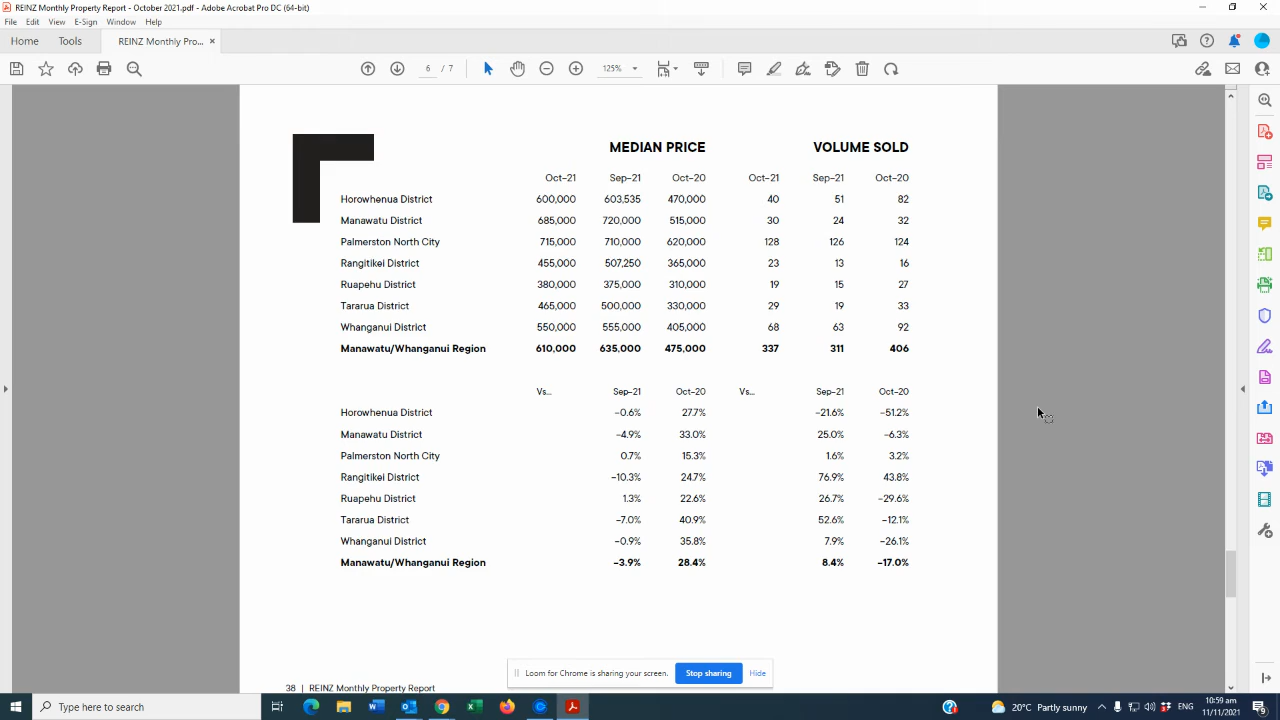 REINZ Monthly Property Report - October 2021.pdf - Adobe Acrobat Pro DC (64-bit)
File Edit View E-Sign Window Help
Home Tools REINZ Monthly Pro... ×
6 / 7 125%
MEDIAN PRICE VOLUME SOLD
Oct-21 Sep-21 Oct-20 Oct-21 Sep-21 Oct-20
Horowhenua District 600,000 603,535 470,000 40 51 82
Manawatu District 685,000 720,000 515,000 30 24 32
Palmerston North City 715,000 710,000 620,000 128 126 124
Rangitikei District 455,000 507,250 365,000 23 13 16
Ruapehu District 380,000 375,000 310,000 19 15 27
Tararua District 465,000 500,000 330,000 29 19 33
Whanganui District 550,000 555,000 405,000 68 63 92
Manawatu/Whanganui Region 610,000 635,000 475,000 337 311 406
Vs... Sep-21 Oct-20 Vs... Sep-21 Oct-20
Horowhenua District -0.6% 27.7% -21.6% -51.2%
Manawatu District -4.9% 33.0% 25.0% -6.3%
Palmerston North City 0.7% 15.3% 1.6% 3.2%
Rangitikei District -10.3% 24.7% 76.9% 43.8%
Ruapehu District 1.3% 22.6% 26.7% -29.6%
Tararua District -7.0% 40.9% 52.6% -12.1%
Whanganui District -0.9% 35.8% 7.9% -26.1%
Manawatu/Whanganui Region -3.9% 28.4% 8.4% -17.0%
Loom for Chrome is sharing your screen. Stop sharing Hide
38 | REINZ Monthly Property Report
Type here to search 20°C Partly sunny ENG 10:59 am
11/11/2021